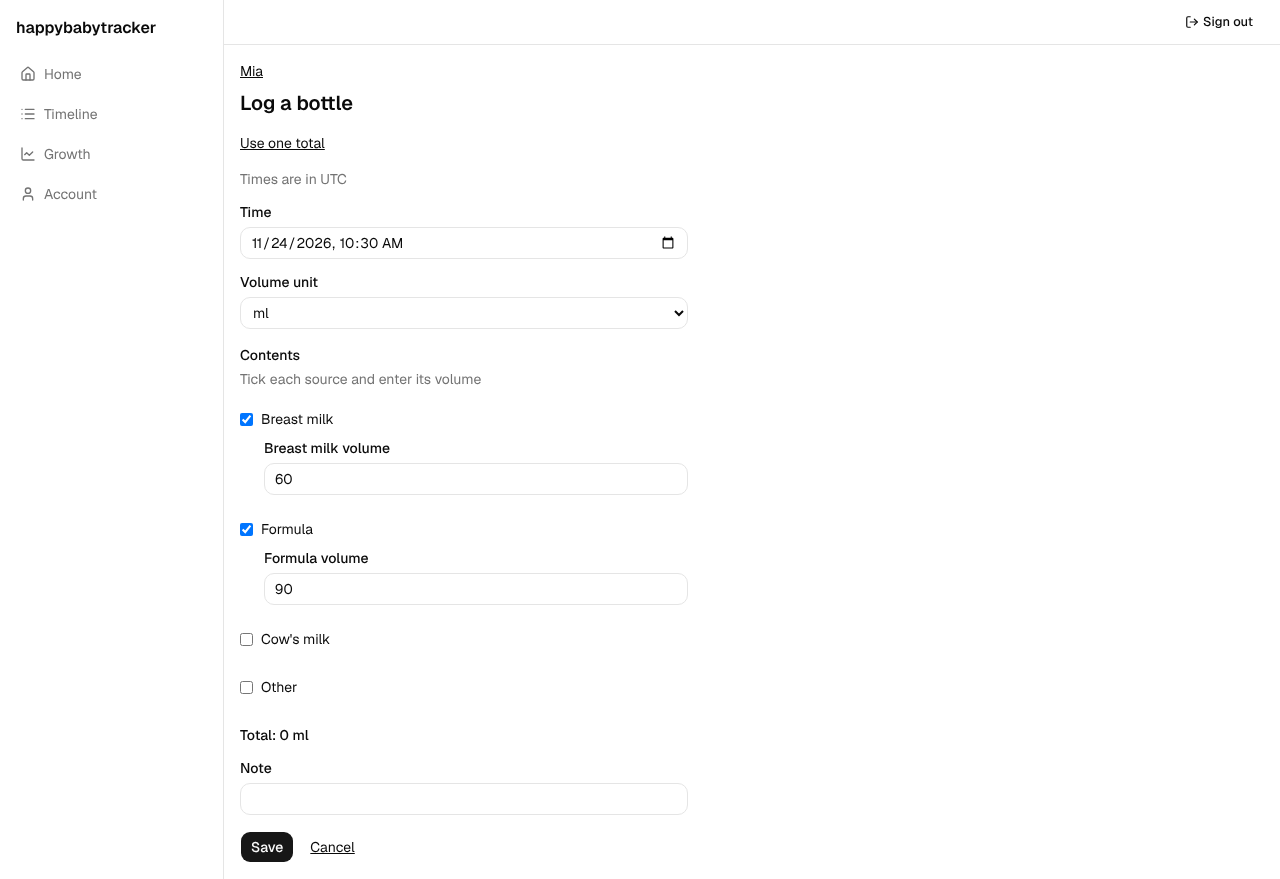 happybabytracker
Sign out
Home
Timeline
Growth
Account
Mia
Log a bottle
Use one total
Times are in UTC
Time
11/24/2026, 10:30 AM
Volume unit
ml
Contents
Tick each source and enter its volume
Breast milk
Breast milk volume
60
Formula
Formula volume
90
Cow's milk
Other
Total: 0 ml
Note
Save Cancel